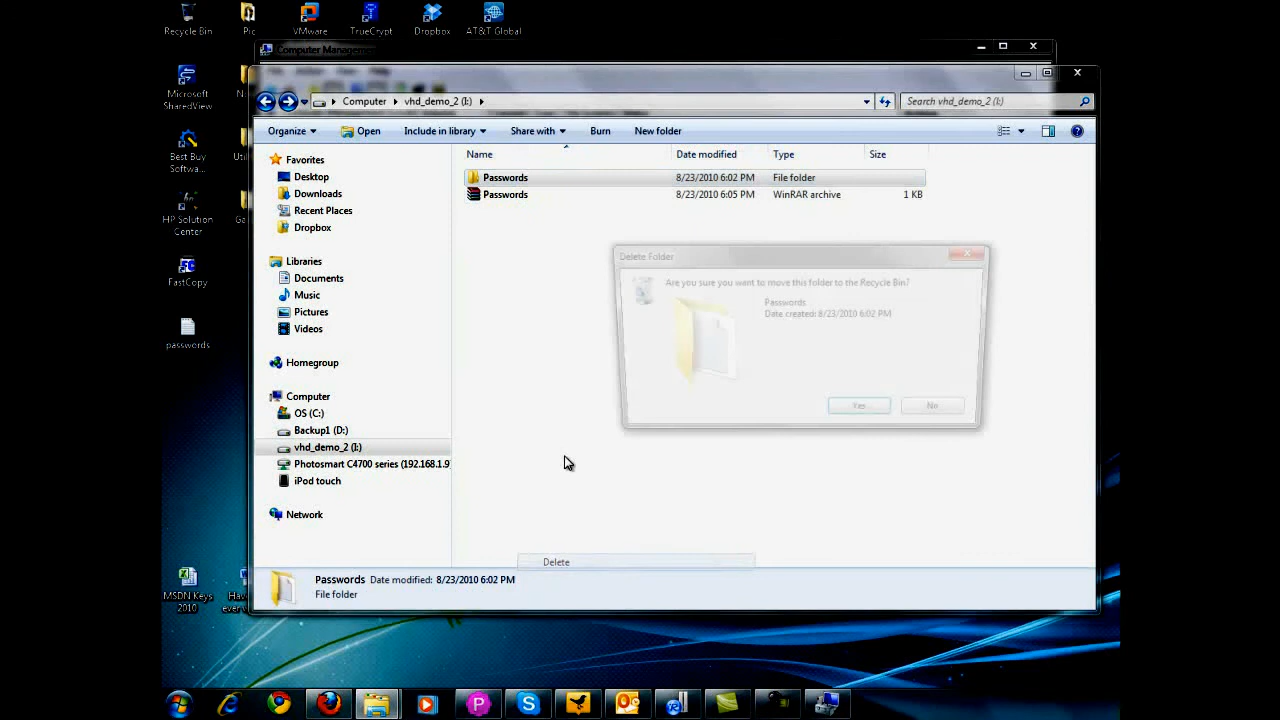 Recycle Bin
Pic
VMware
TrueCrypt
Dropbox
AT&T Global
Computer Management
Help
Microsoft
SharedView
Computer
vhd_demo_2 (I:)
Search vhd_demo_2 (I:)
Organize
Open
Include in library
Share with
Burn
New folder
Best Buy
Softwa...
HP Solution
Center
FastCopy
passwords
MSDN Keys
2010
Favorites
Desktop
Downloads
Recent Places
Dropbox
Libraries
Documents
Music
Pictures
Videos
Homegroup
Computer
OS (C:)
Backup1 (D:)
vhd_demo_2 (I:)
Photosmart C4700 series (192.168.1.9
iPod touch
Network
Name Date modified Type Size
Passwords 8/23/2010 6:02 PM File folder
Passwords 8/23/2010 6:05 PM WinRAR archive 1 KB
Delete Folder
Are you sure you want to move this folder to the Recycle Bin?
Passwords
Date created: 8/23/2010 6:02 PM
Yes
No
Delete
Passwords Date modified: 8/23/2010 6:02 PM
File folder